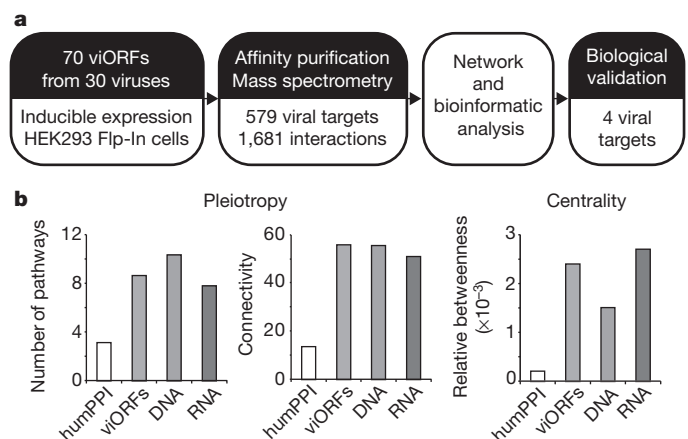 a
70 viORFs
from 30 viruses
Inducible expression
HEK293 Flp-In cells
Affinity purification
Mass spectrometry
579 viral targets
1,681 interactions
Network
and
bioinformatic
analysis
Biological
validation
4 viral
targets
b
Pleiotropy
Centrality
Number of pathways
12
8
4
0
humPPI
viORFs
DNA
RNA
Connectivity
60
40
20
0
humPPI
viORFs
DNA
RNA
Relative betweenness
(×10⁻³)
3
2
1
0
humPPI
viORFs
DNA
RNA